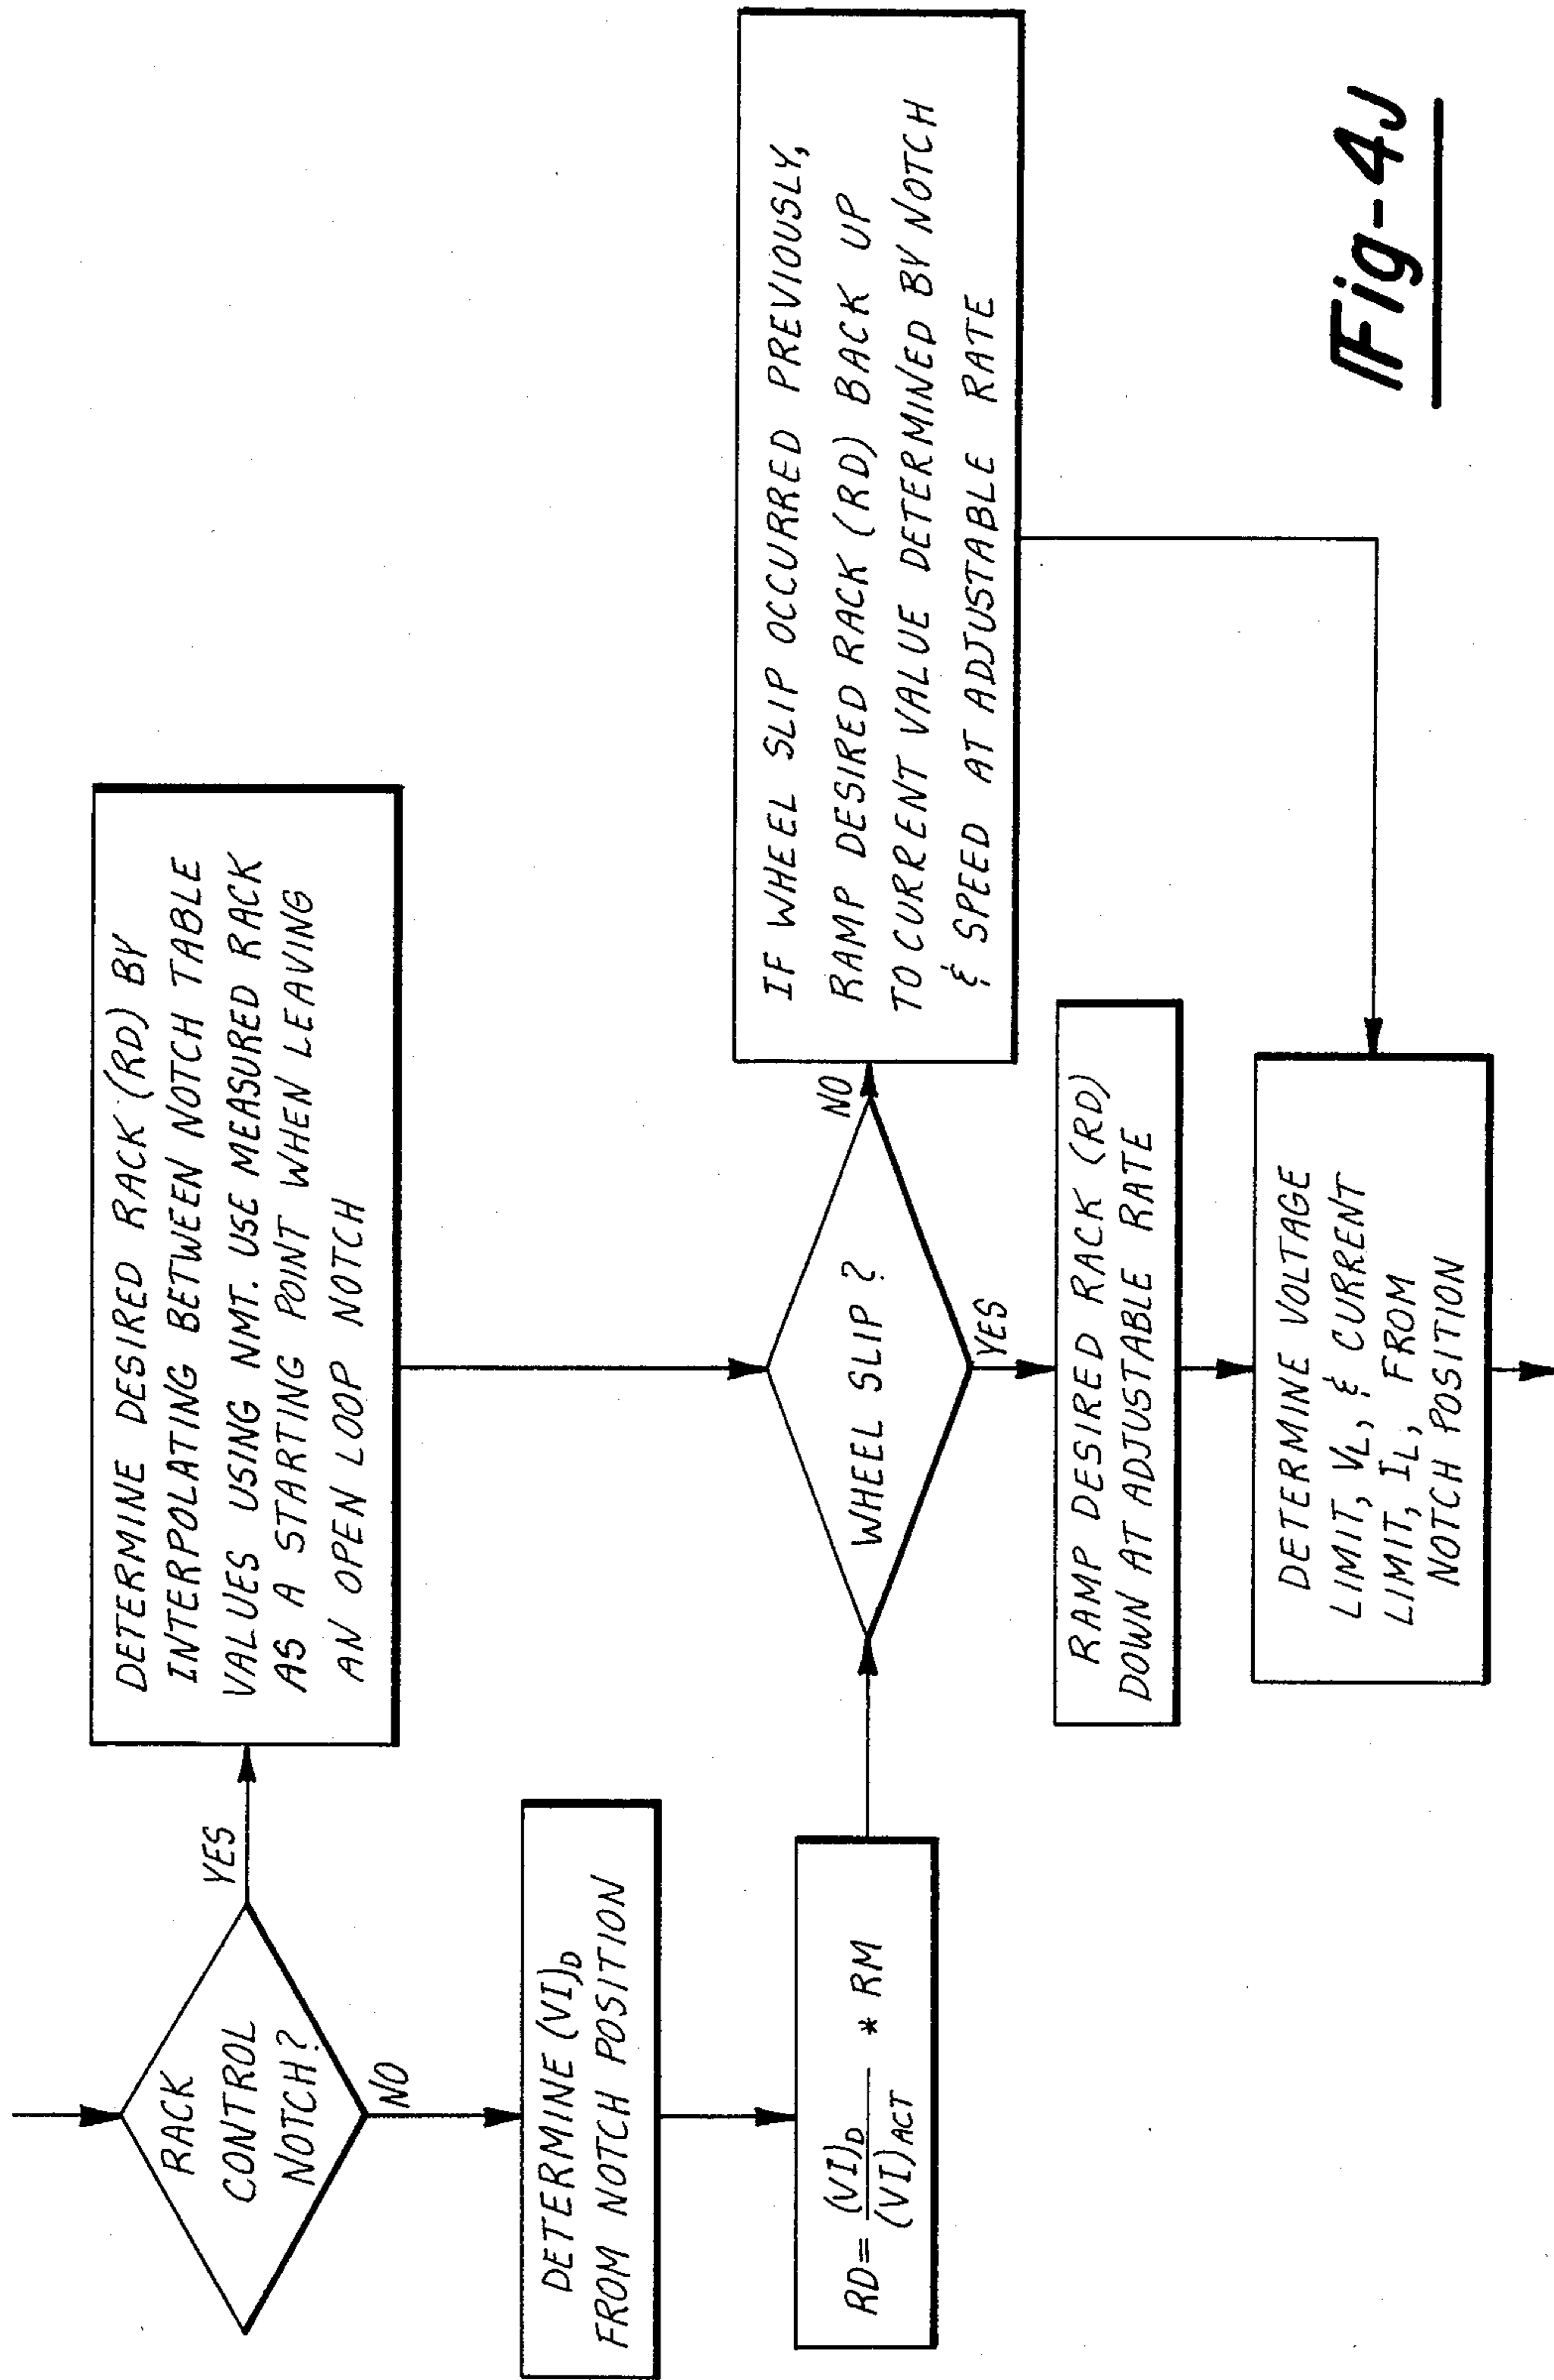 RACK
CONTROL
NOTCH?
YES
NO
DETERMINE DESIRED RACK (RD) BY
INTERPOLATING BETWEEN NOTCH TABLE
VALUES USING NMT. USE MEASURED RACK
AS A STARTING POINT WHEN LEAVING
AN OPEN LOOP NOTCH
DETERMINE (VI)D
FROM NOTCH POSITION
RD = (VI)D / (VI)ACT * RM
WHEEL SLIP ?
NO
YES
IF WHEEL SLIP OCCURRED PREVIOUSLY,
RAMP DESIRED RACK (RD) BACK UP
TO CURRENT VALUE DETERMINED BY NOTCH
& SPEED AT ADJUSTABLE RATE
RAMP DESIRED RACK (RD)
DOWN AT ADJUSTABLE RATE
DETERMINE VOLTAGE
LIMIT, VL, & CURRENT
LIMIT, IL, FROM
NOTCH POSITION
Fig-4J